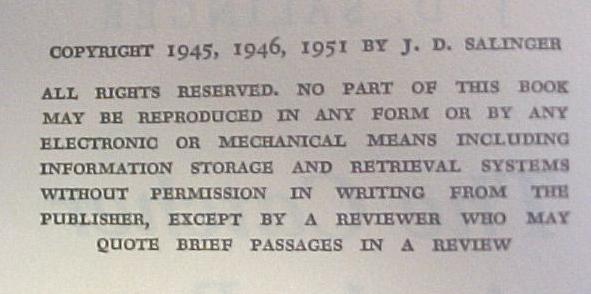 COPYRIGHT 1945, 1946, 1951 BY J. D. SALINGER
ALL RIGHTS RESERVED. NO PART OF THIS BOOK
MAY BE REPRODUCED IN ANY FORM OR BY ANY
ELECTRONIC OR MECHANICAL MEANS INCLUDING
INFORMATION STORAGE AND RETRIEVAL SYSTEMS
WITHOUT PERMISSION IN WRITING FROM THE
PUBLISHER, EXCEPT BY A REVIEWER WHO MAY
QUOTE BRIEF PASSAGES IN A REVIEW